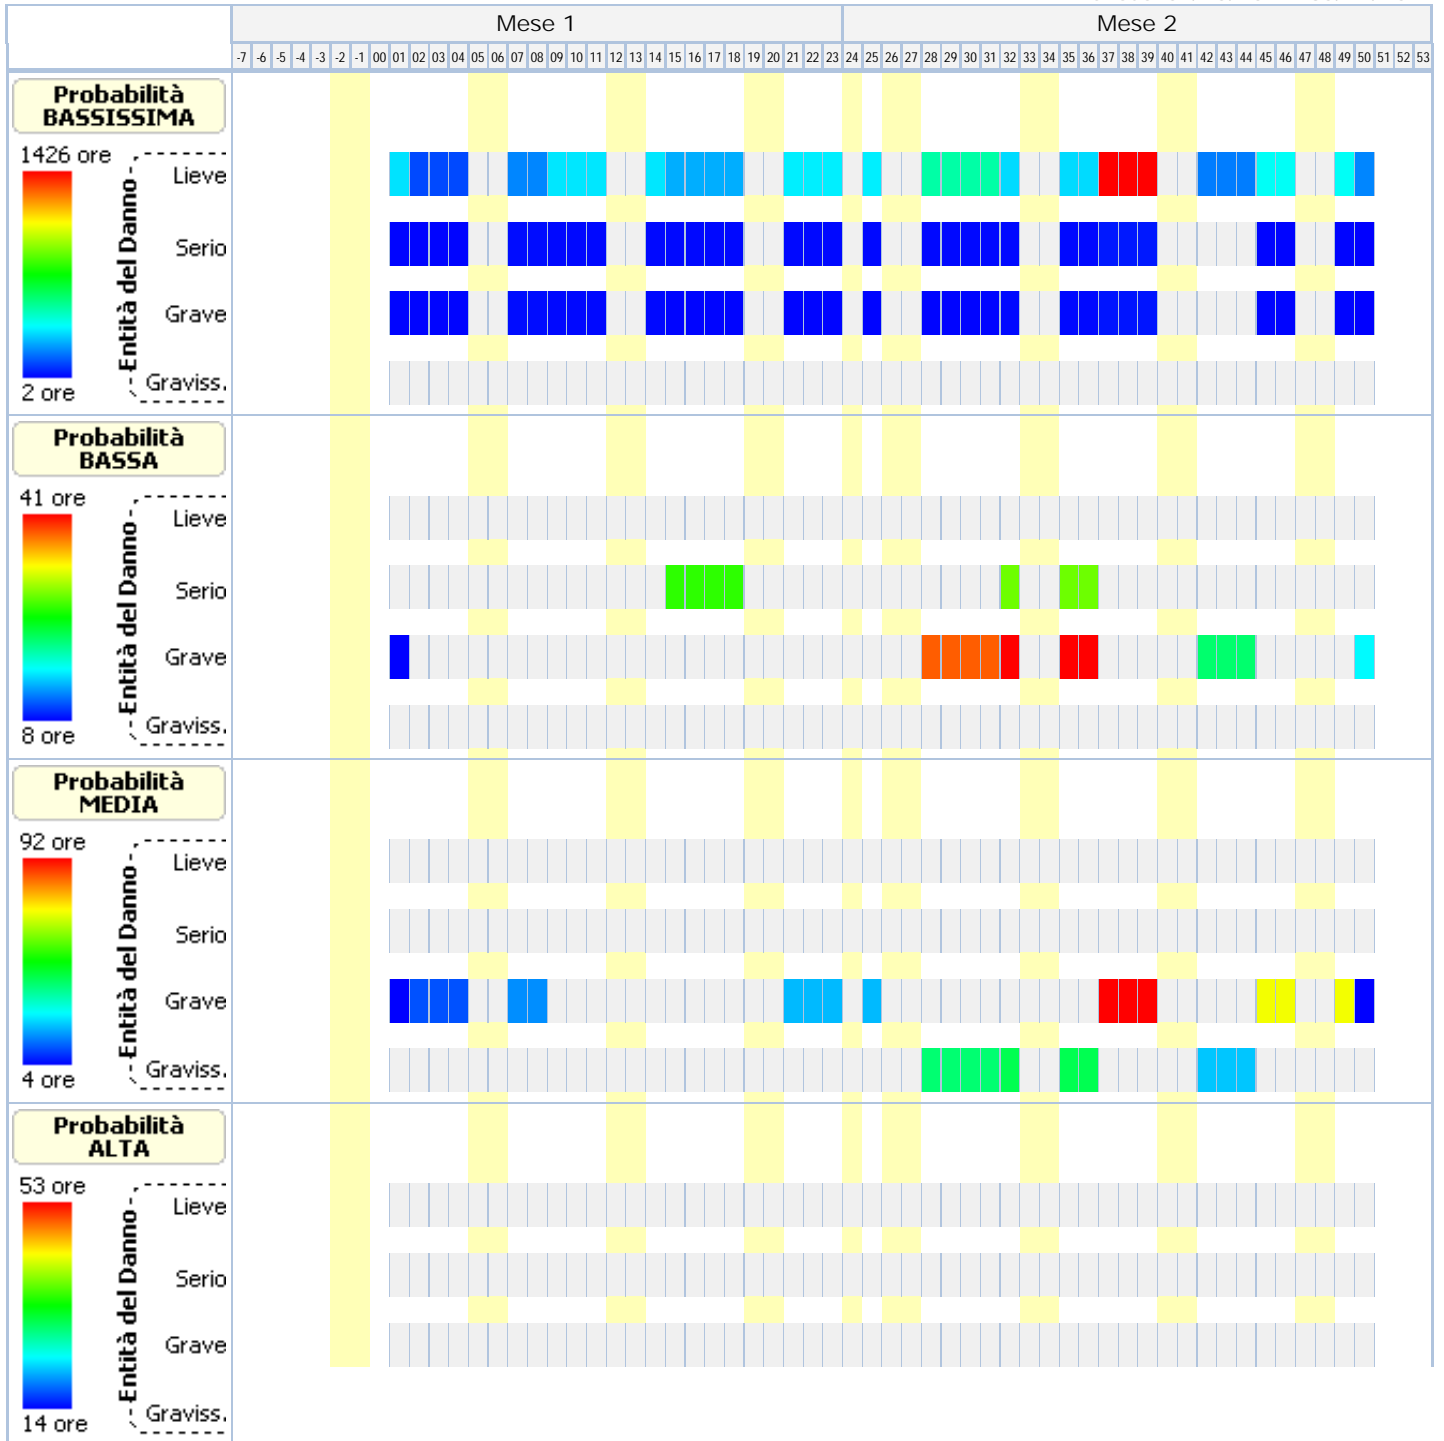 Mese 1 Mese 2
-7 -6 -5 -4 -3 -2 -1 00 01 02 03 04 05 06 07 08 09 10 11 12 13 14 15 16 17 18 19 20 21 22 23 24 25 26 27 28 29 30 31 32 33 34 35 36 37 38 39 40 41 42 43 44 45 46 47 48 49 50 51 52 53
Probabilità
BASSISSIMA
1426 ore
2 ore
Entità del Danno
Lieve
Serio
Grave
Graviss.
Probabilità
BASSA
41 ore
8 ore
Entità del Danno
Lieve
Serio
Grave
Graviss.
Probabilità
MEDIA
92 ore
4 ore
Entità del Danno
Lieve
Serio
Grave
Graviss.
Probabilità
ALTA
53 ore
14 ore
Entità del Danno
Lieve
Serio
Grave
Graviss.